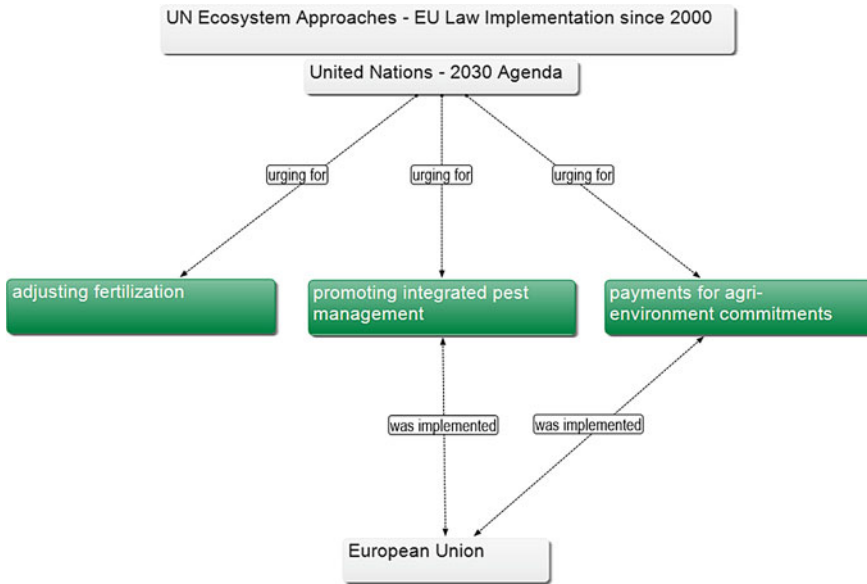 UN Ecosystem Approaches - EU Law Implementation since 2000
United Nations - 2030 Agenda
urging for
urging for
urging for
adjusting fertilization
promoting integrated pest
management
payments for agri-
environment commitments
was implemented
was implemented
European Union